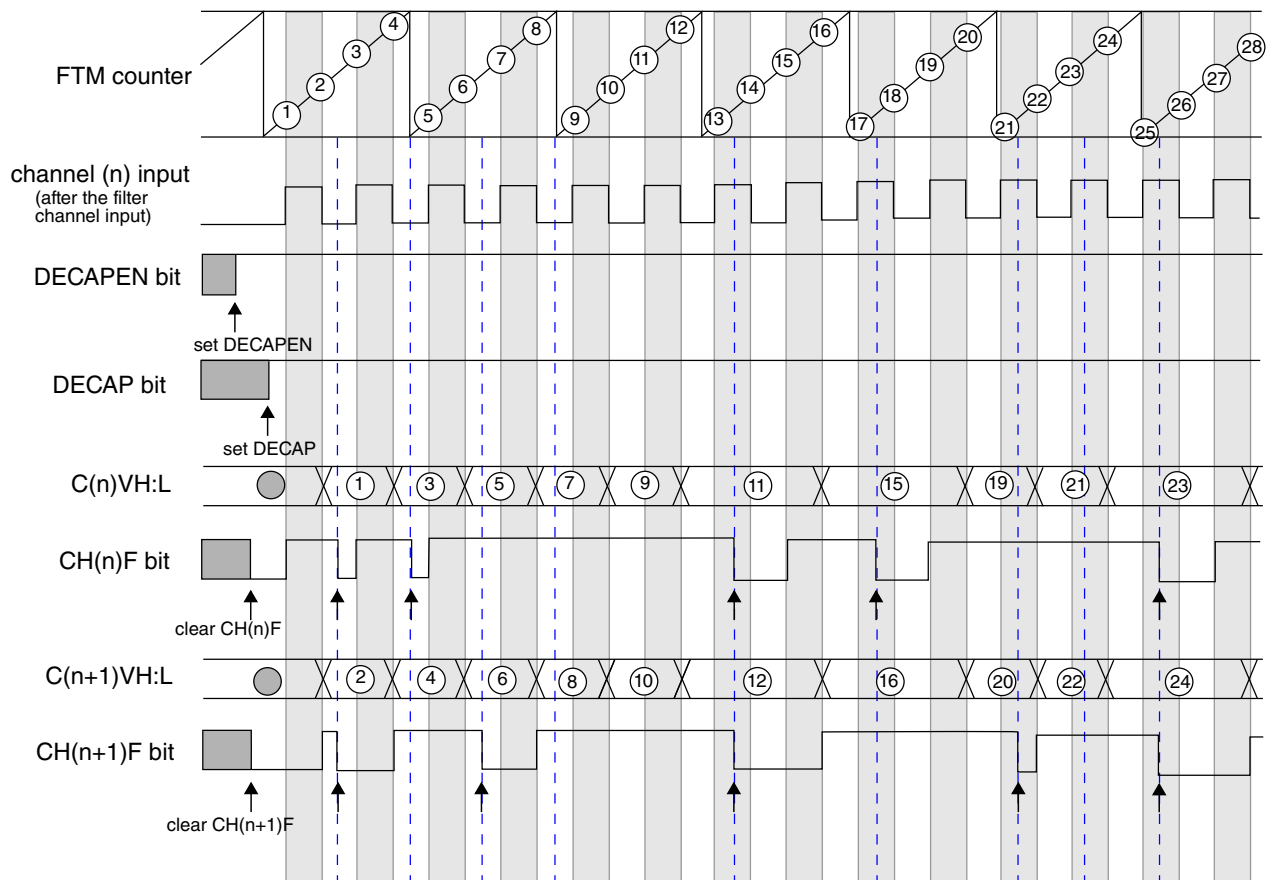 4 8 12 16 20 24 28
3 7 11 15 19 23 27
FTM counter
2 6 10 14 18 22 26
1 5 9 13 17 21 25
channel (n) input
(after the filter
channel input)
DECAPEN bit
set DECAPEN
DECAP bit
set DECAP
C(n)VH:L 1 3 5 7 9 11 15 19 21 23
CH(n)F bit
clear CH(n)F
C(n+1)VH:L 2 4 6 8 10 12 16 20 22 24
CH(n+1)F bit
clear CH(n+1)F